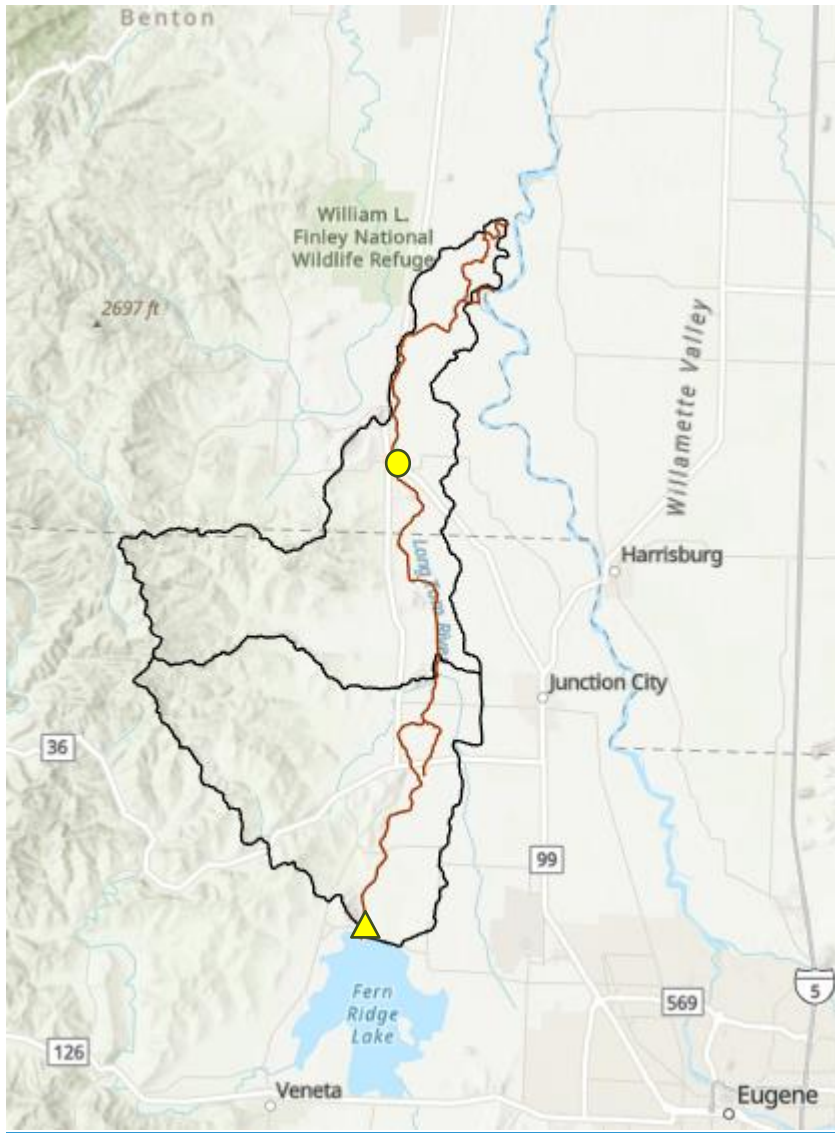 Benton
William L.
Finley National
Wildlife Refuge
2697 ft
Willamette Valley
Harrisburg
Long Tom River
Junction City
36
99
Fern
Ridge
Lake
569
5
126
Veneta
Eugene